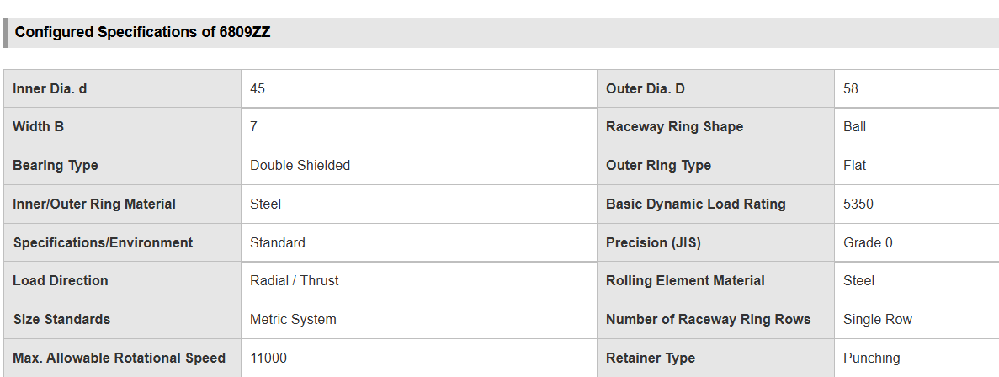 Configured Specifications of 6809ZZ
Inner Dia. d 45 Outer Dia. D 58
Width B 7 Raceway Ring Shape Ball
Bearing Type Double Shielded Outer Ring Type Flat
Inner/Outer Ring Material Steel Basic Dynamic Load Rating 5350
Specifications/Environment Standard Precision (JIS) Grade 0
Load Direction Radial / Thrust Rolling Element Material Steel
Size Standards Metric System Number of Raceway Ring Rows Single Row
Max. Allowable Rotational Speed 11000 Retainer Type Punching